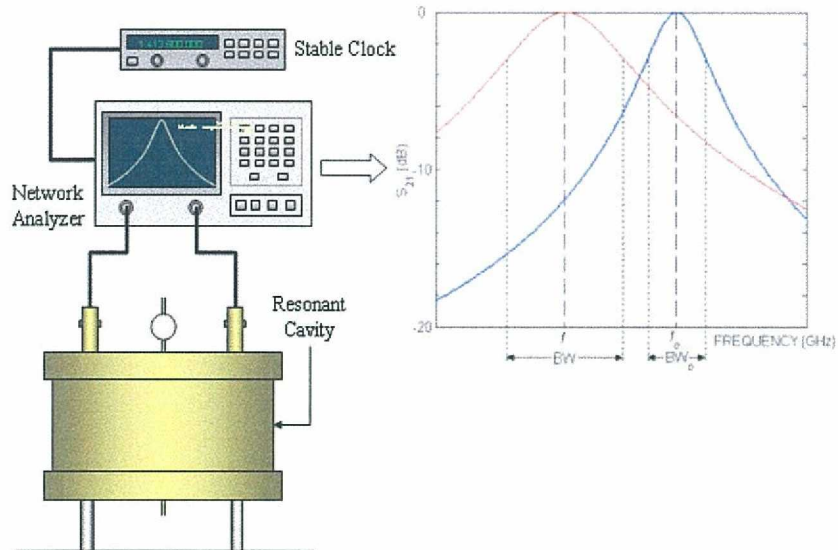 Stable Clock
Network
Analyzer
Resonant
Cavity
0
-10
-20
S21 [dB]
f
fo
FREQUENCY (GHz)
BW
BWo